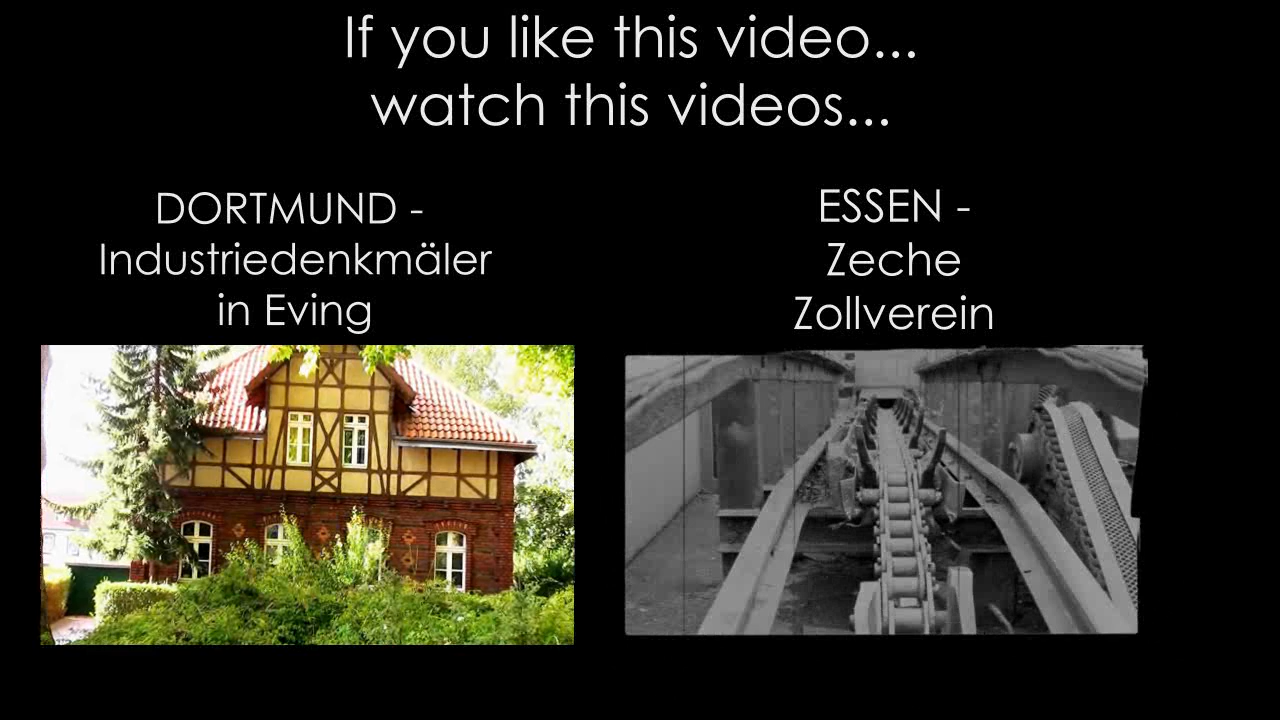 If you like this video...
watch this videos...
DORTMUND -
Industriedenkmäler
in Eving
ESSEN -
Zeche
Zollverein